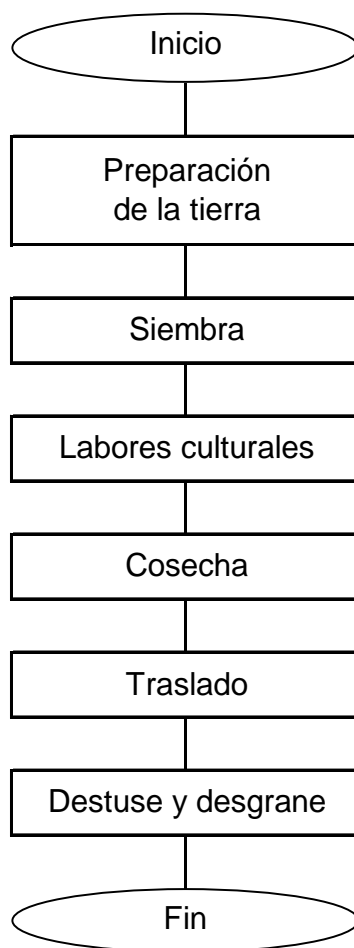 Inicio
Preparación
de la tierra
Siembra
Labores culturales
Cosecha
Traslado
Destuse y desgrane
Fin